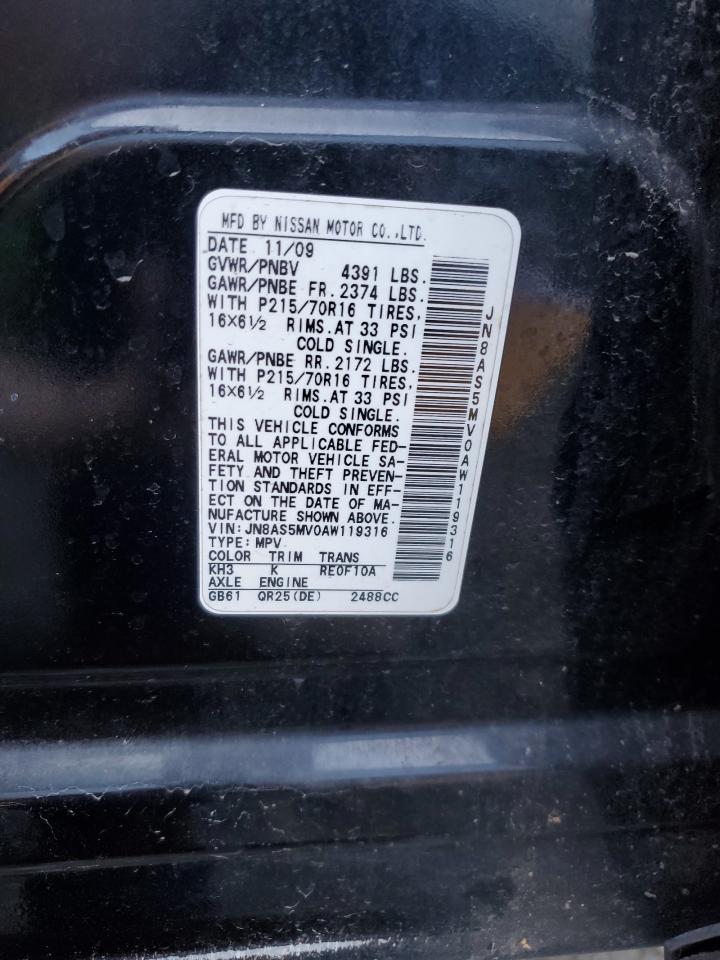 MFD BY NISSAN MOTOR CO.,LTD.
DATE 11/09
GVWR/PNBV 4391 LBS.
GAWR/PNBE FR. 2374 LBS.
WITH P215/70R16 TIRES,
16X6½ RIMS.AT 33 PSI
COLD SINGLE.
GAWR/PNBE RR. 2172 LBS.
WITH P215/70R16 TIRES,
16X6½ RIMS.AT 33 PSI
COLD SINGLE.
THIS VEHICLE CONFORMS
TO ALL APPLICABLE FED-
ERAL MOTOR VEHICLE SA-
FETY AND THEFT PREVEN-
TION STANDARDS IN EFF-
ECT ON THE DATE OF MA-
NUFACTURE SHOWN ABOVE.
VIN:JN8AS5MV0AW119316
TYPE: MPV
COLOR TRIM TRANS
KH3 K RE0F10A
AXLE ENGINE
GB61 QR25(DE) 2488CC
JN8AS5MV0AW119316